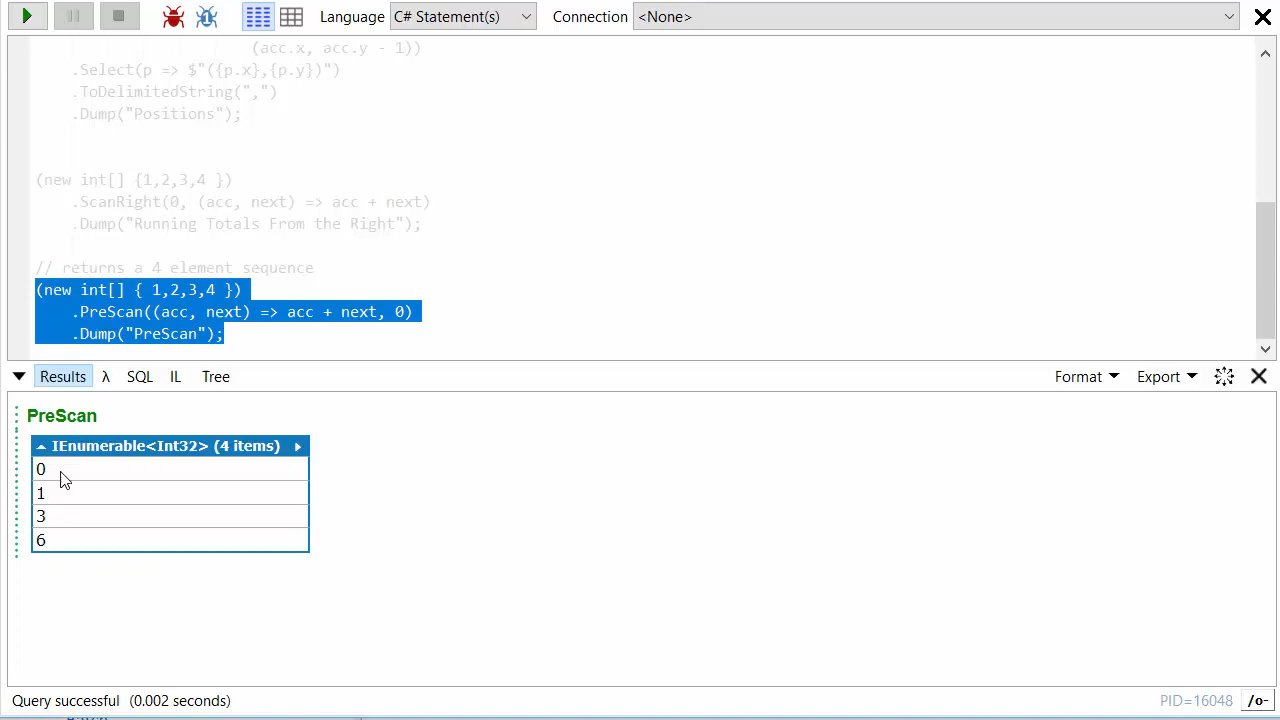 Language C# Statement(s) Connection <None>
(acc.x, acc.y - 1))
.Select(p => $"({p.x},{p.y})")
.ToDelimitedString(",")
.Dump("Positions");
(new int[] {1,2,3,4 })
.ScanRight(0, (acc, next) => acc + next)
.Dump("Running Totals From the Right");
// returns a 4 element sequence
(new int[] { 1,2,3,4 })
.PreScan((acc, next) => acc + next, 0)
.Dump("PreScan");
Results λ SQL IL Tree Format Export
PreScan
IEnumerable<Int32> (4 items)
0
1
3
6
Query successful (0.002 seconds) PID=16048 /o-